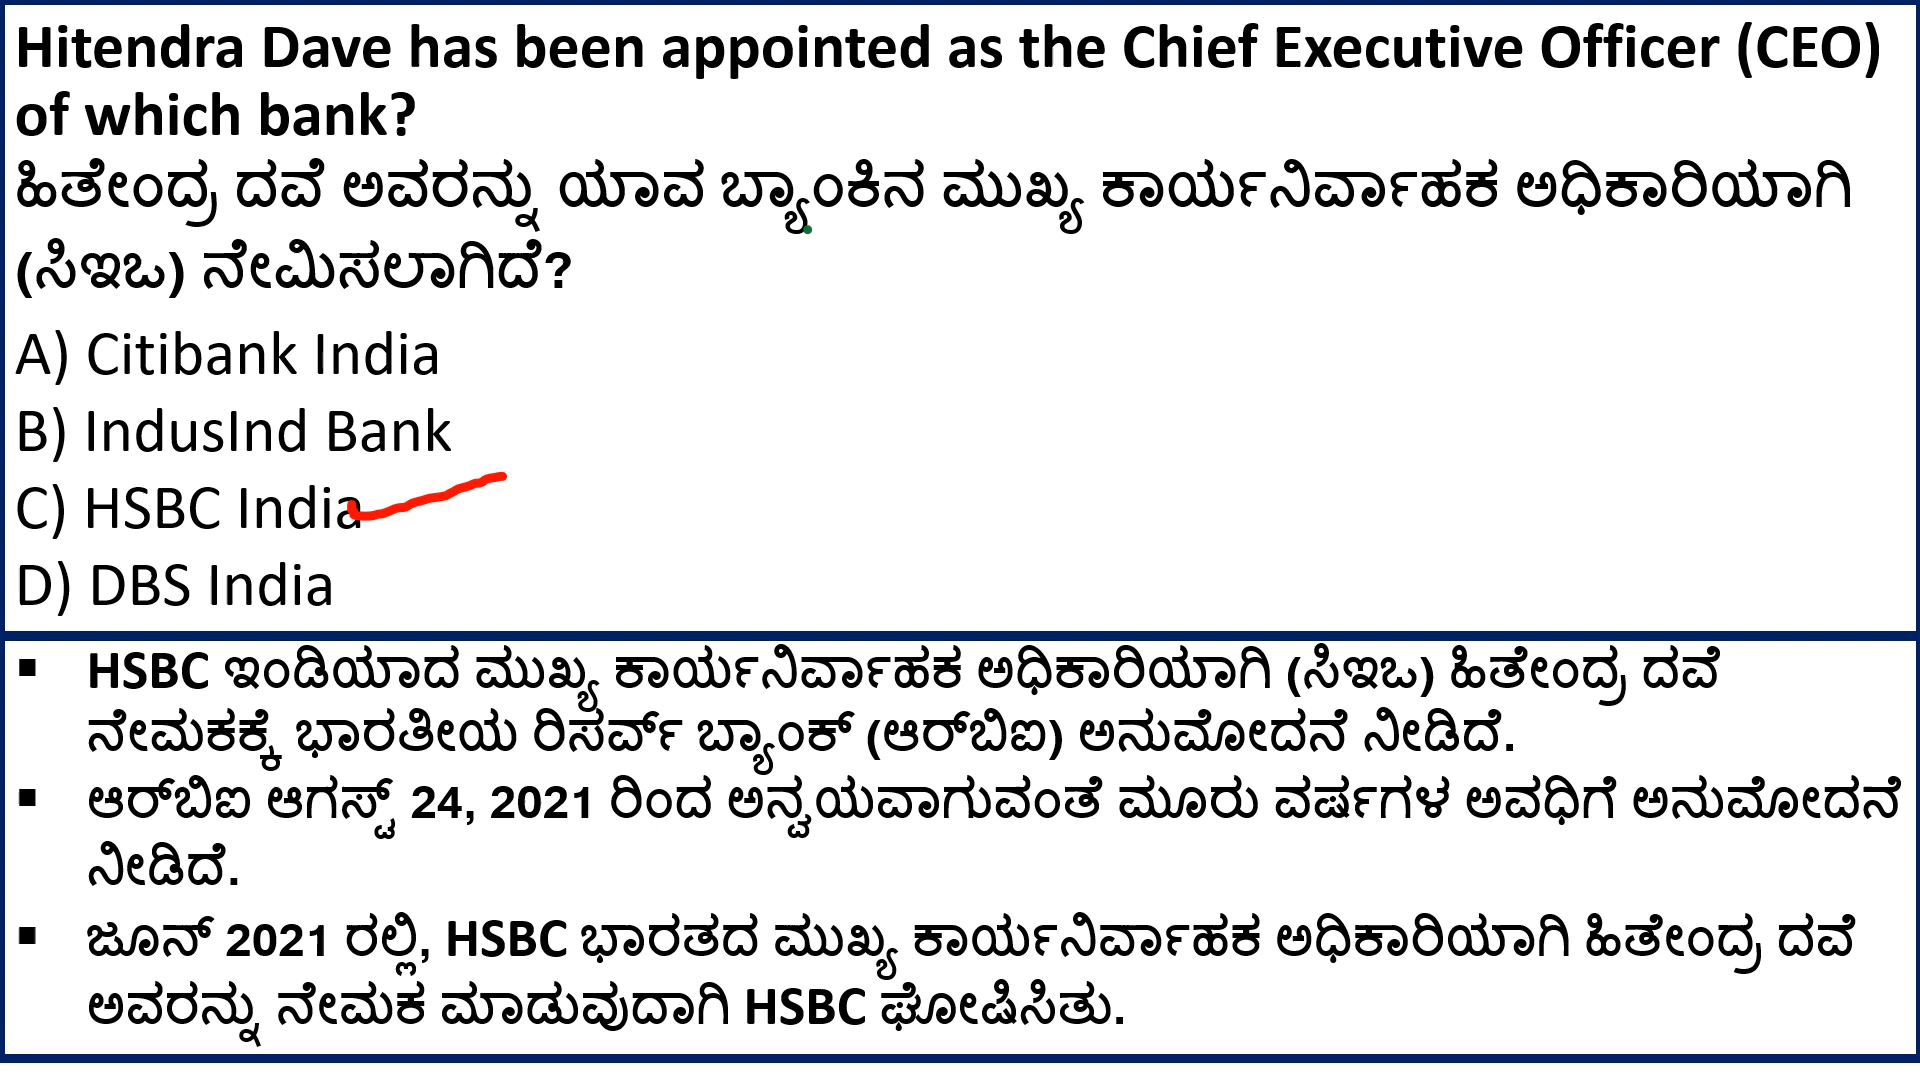 Hitendra Dave has been appointed as the Chief Executive Officer (CEO)
of which bank?
ಹಿತೇಂದ್ರ ದವೆ ಅವರನ್ನು ಯಾವ ಬ್ಯಾಂಕಿನ ಮುಖ್ಯ ಕಾರ್ಯನಿರ್ವಾಹಕ ಅಧಿಕಾರಿಯಾಗಿ
(ಸಿಇಒ) ನೇಮಿಸಲಾಗಿದೆ?
A) Citibank India
B) IndusInd Bank
C) HSBC India
D) DBS India
▪ HSBC ಇಂಡಿಯಾದ ಮುಖ್ಯ ಕಾರ್ಯನಿರ್ವಾಹಕ ಅಧಿಕಾರಿಯಾಗಿ (ಸಿಇಒ) ಹಿತೇಂದ್ರ ದವೆ
ನೇಮಕಕ್ಕೆ ಭಾರತೀಯ ರಿಸರ್ವ್ ಬ್ಯಾಂಕ್ (ಆರ್‌ಬಿಐ) ಅನುಮೋದನೆ ನೀಡಿದೆ.
▪ ಆರ್‌ಬಿಐ ಆಗಸ್ಟ್ 24, 2021 ರಿಂದ ಅನ್ವಯವಾಗುವಂತೆ ಮೂರು ವರ್ಷಗಳ ಅವಧಿಗೆ ಅನುಮೋದನೆ
ನೀಡಿದೆ.
▪ ಜೂನ್ 2021 ರಲ್ಲಿ, HSBC ಭಾರತದ ಮುಖ್ಯ ಕಾರ್ಯನಿರ್ವಾಹಕ ಅಧಿಕಾರಿಯಾಗಿ ಹಿತೇಂದ್ರ ದವೆ
ಅವರನ್ನು ನೇಮಕ ಮಾಡುವುದಾಗಿ HSBC ಘೋಷಿಸಿತು.